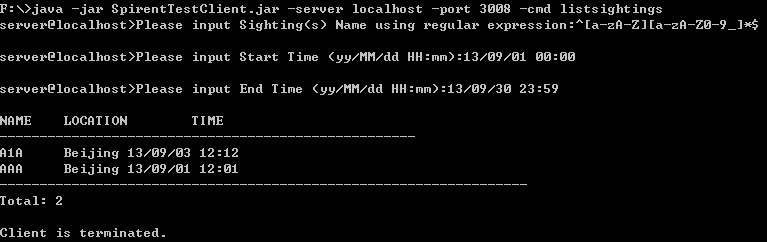 F:\>java -jar SpirentTestClient.jar -server localhost -port 3008 -cmd listsightings
server@localhost>Please input Sighting(s) Name using regular expression:^[a-zA-Z][a-zA-Z0-9_]*$
server@localhost>Please input Start Time (yy/MM/dd HH:mm):13/09/01 00:00
server@localhost>Please input End Time (yy/MM/dd HH:mm):13/09/30 23:59
NAME    LOCATION        TIME
----------------------------------------------------
A1A     Beijing 13/09/03 12:12
AAA     Beijing 13/09/01 12:01
------------------------------------------------------------------
Total: 2
Client is terminated.